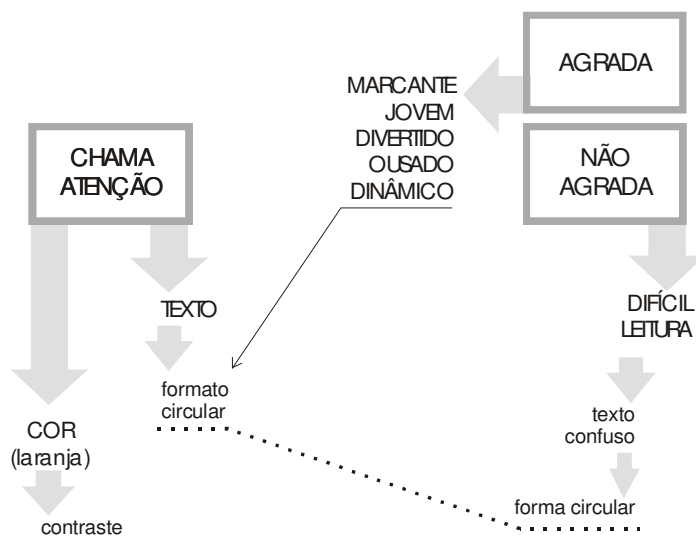 CHAMA
ATENÇÃO
TEXTO
formato
circular
COR
(laranja)
contraste
AGRADA
MARCANTE
JOVEM
DIVERTIDO
OUSADO
DINÂMICO
NÃO
AGRADA
DIFÍCIL
LEITURA
texto
confuso
forma circular